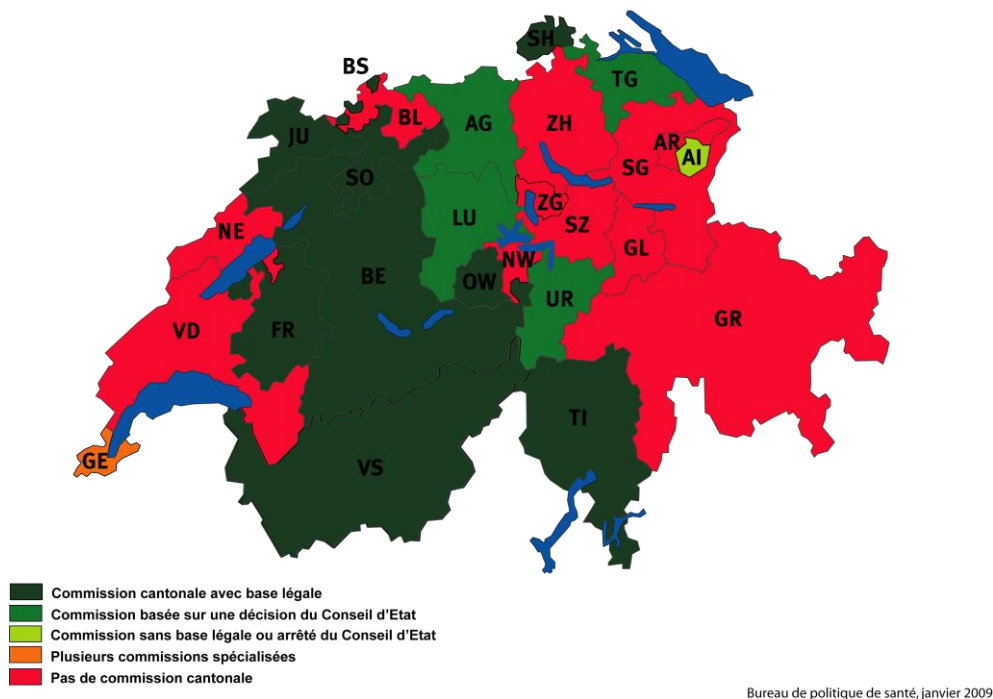 SH
BS
TG
BL
JU
AG
ZH
AR
AI
SG
SO
ZG
LU
SZ
NE
GL
NW
BE
OW
UR
GR
VD
FR
TI
GE
VS
Commission cantonale avec base légale
Commission basée sur une décision du Conseil d'Etat
Commission sans base légale ou arrêté du Conseil d'Etat
Plusieurs commissions spécialisées
Pas de commission cantonale
Bureau de politique de santé, janvier 2009